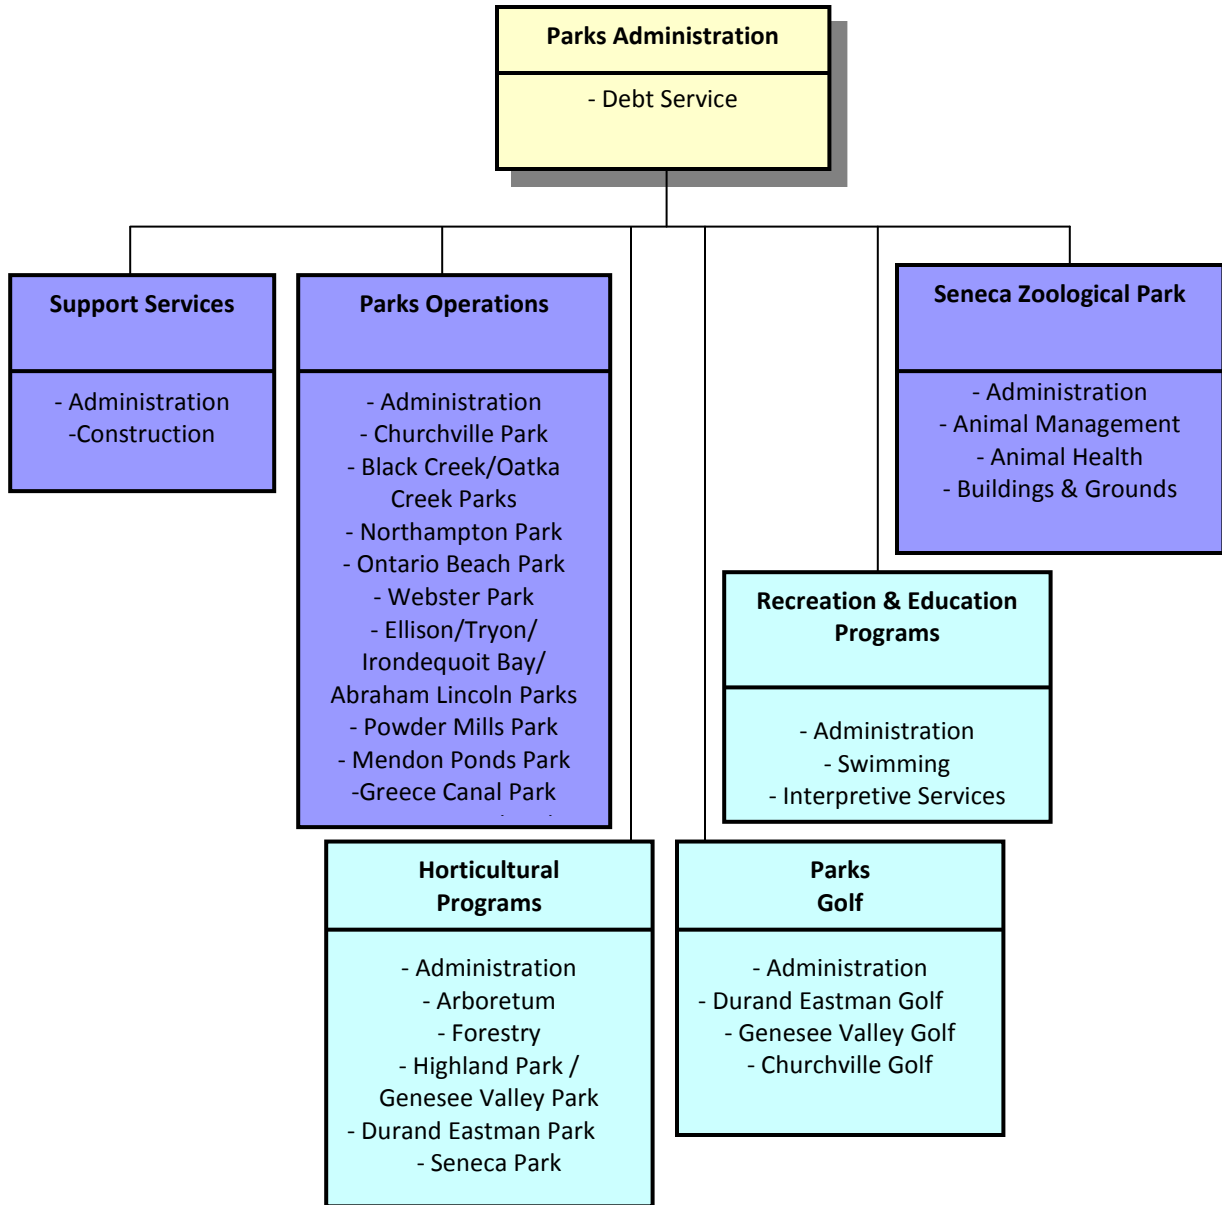 Parks Administration
- Debt Service
Support Services
- Administration
-Construction
Parks Operations
- Administration
- Churchville Park
- Black Creek/Oatka
Creek Parks
- Northampton Park
- Ontario Beach Park
- Webster Park
- Ellison/Tryon/
Irondequoit Bay/
Abraham Lincoln Parks
- Powder Mills Park
- Mendon Ponds Park
-Greece Canal Park
Seneca Zoological Park
- Administration
- Animal Management
- Animal Health
- Buildings & Grounds
Recreation & Education
Programs
- Administration
- Swimming
- Interpretive Services
Horticultural
Programs
- Administration
- Arboretum
- Forestry
- Highland Park /
Genesee Valley Park
- Durand Eastman Park
- Seneca Park
Parks
Golf
- Administration
- Durand Eastman Golf
- Genesee Valley Golf
- Churchville Golf